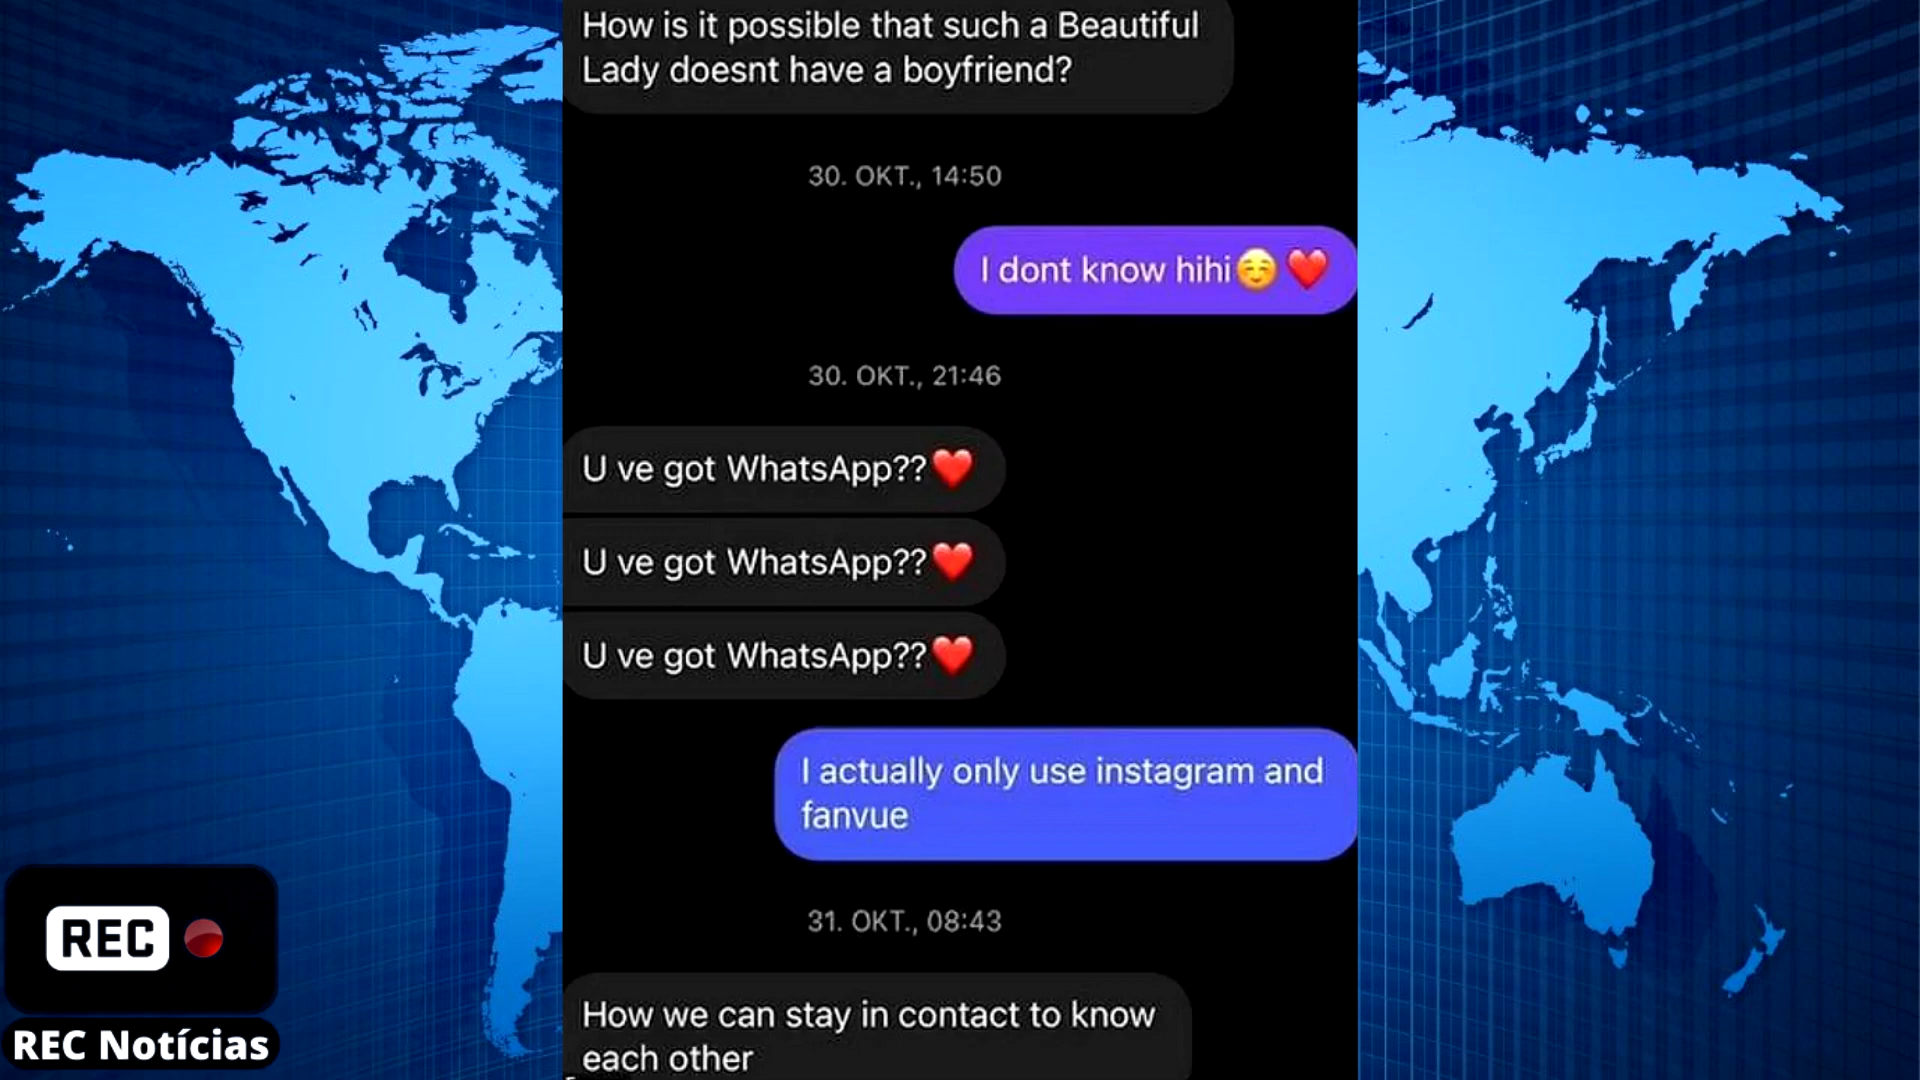 How is it possible that such a Beautiful
Lady doesnt have a boyfriend?
30. OKT., 14:50
I dont know hihi☺️❤️
30. OKT., 21:46
U ve got WhatsApp??❤️
U ve got WhatsApp??❤️
U ve got WhatsApp??❤️
I actually only use instagram and
fanvue
31. OKT., 08:43
How we can stay in contact to know
each other
REC
REC Notícias